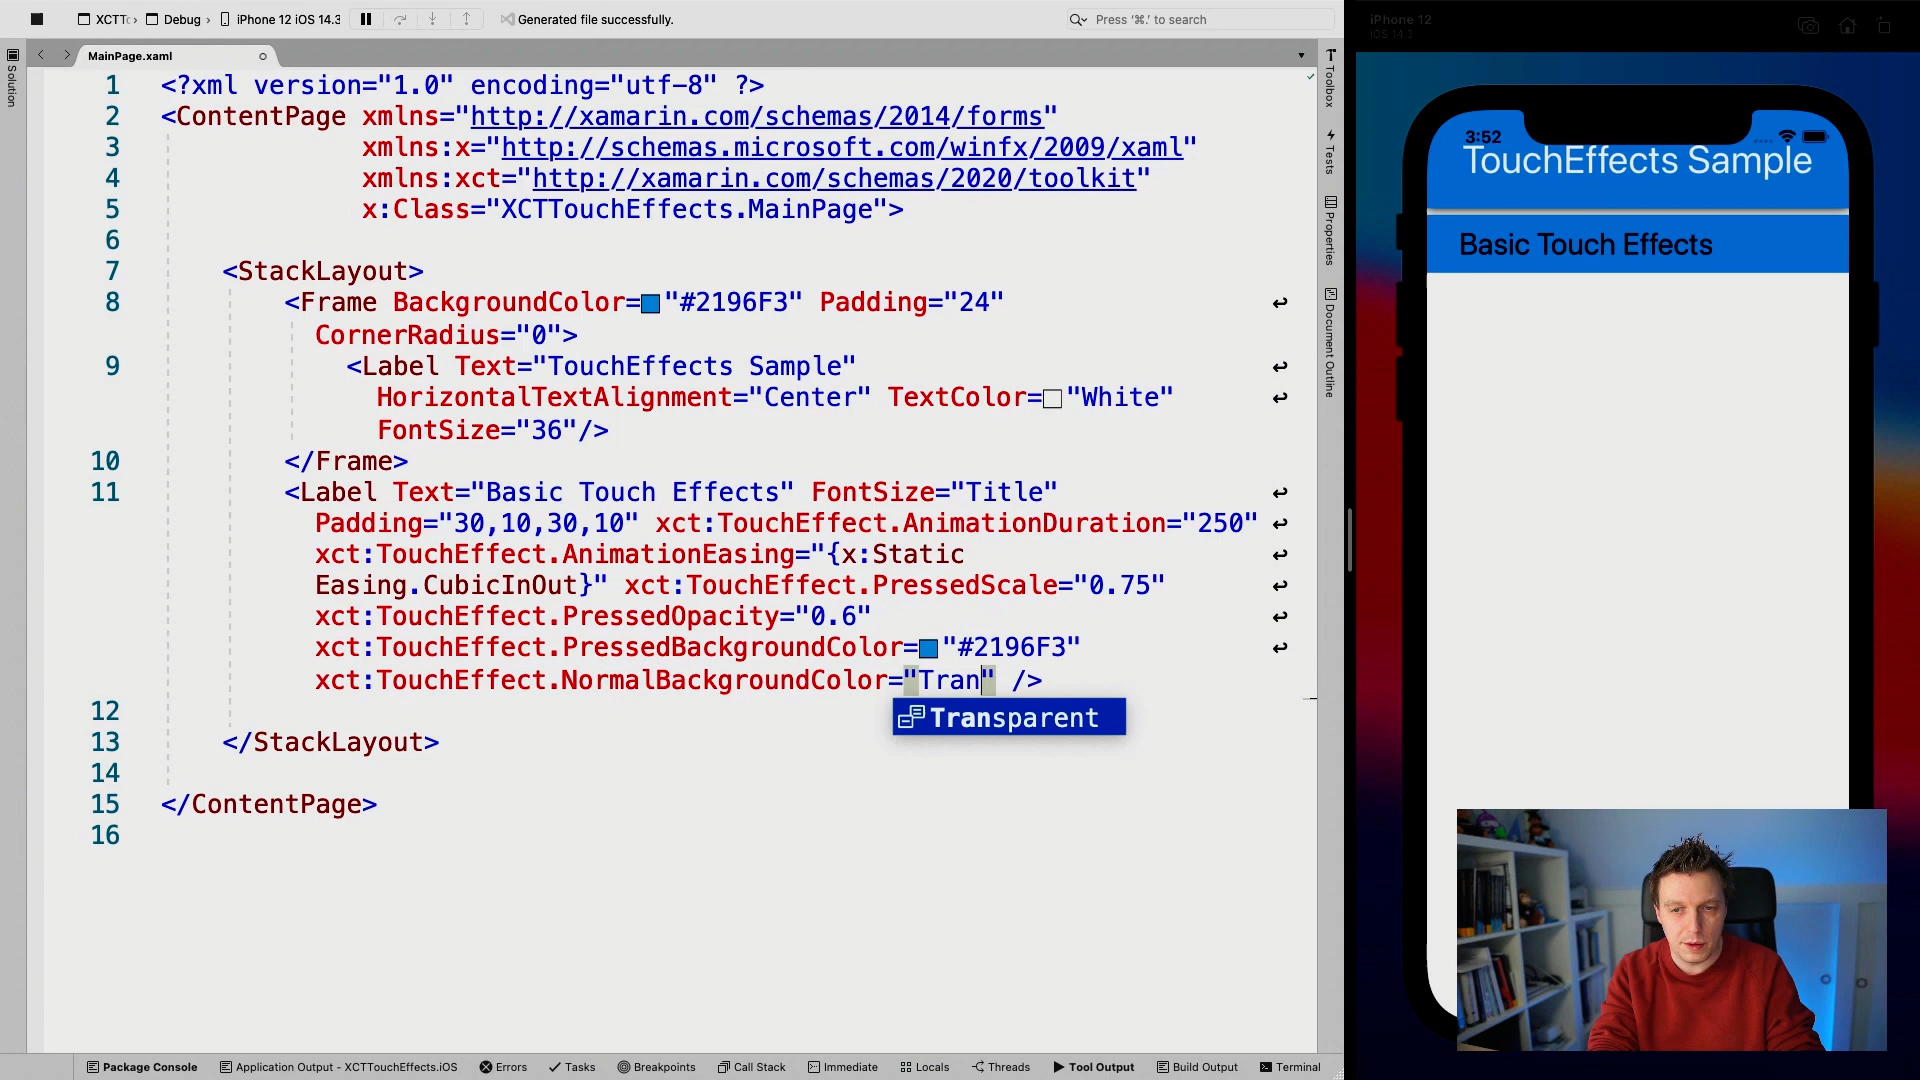 XCTTo
Debug
iPhone 12 iOS 14.3
Generated file successfully.
Press '⌘.' to search
iPhone 12
iOS 14.3
Solution
MainPage.xaml
Toolbox
Tests
Properties
Document Outline
1 <?xml version="1.0" encoding="utf-8" ?>
2 <ContentPage xmlns="http://xamarin.com/schemas/2014/forms"
3 xmlns:x="http://schemas.microsoft.com/winfx/2009/xaml"
4 xmlns:xct="http://xamarin.com/schemas/2020/toolkit"
5 x:Class="XCTTouchEffects.MainPage">
6
7 <StackLayout>
8 <Frame BackgroundColor="#2196F3" Padding="24"
CornerRadius="0">
9 <Label Text="TouchEffects Sample"
HorizontalTextAlignment="Center" TextColor="White"
FontSize="36"/>
10 </Frame>
11 <Label Text="Basic Touch Effects" FontSize="Title"
Padding="30,10,30,10" xct:TouchEffect.AnimationDuration="250"
xct:TouchEffect.AnimationEasing="{x:Static
Easing.CubicInOut}" xct:TouchEffect.PressedScale="0.75"
xct:TouchEffect.PressedOpacity="0.6"
xct:TouchEffect.PressedBackgroundColor="#2196F3"
xct:TouchEffect.NormalBackgroundColor="Tran" />
Transparent
12
13 </StackLayout>
14
15 </ContentPage>
16
3:52
TouchEffects Sample
Basic Touch Effects
Package Console
Application Output - XCTTouchEffects.iOS
Errors
Tasks
Breakpoints
Call Stack
Immediate
Locals
Threads
Tool Output
Build Output
Terminal